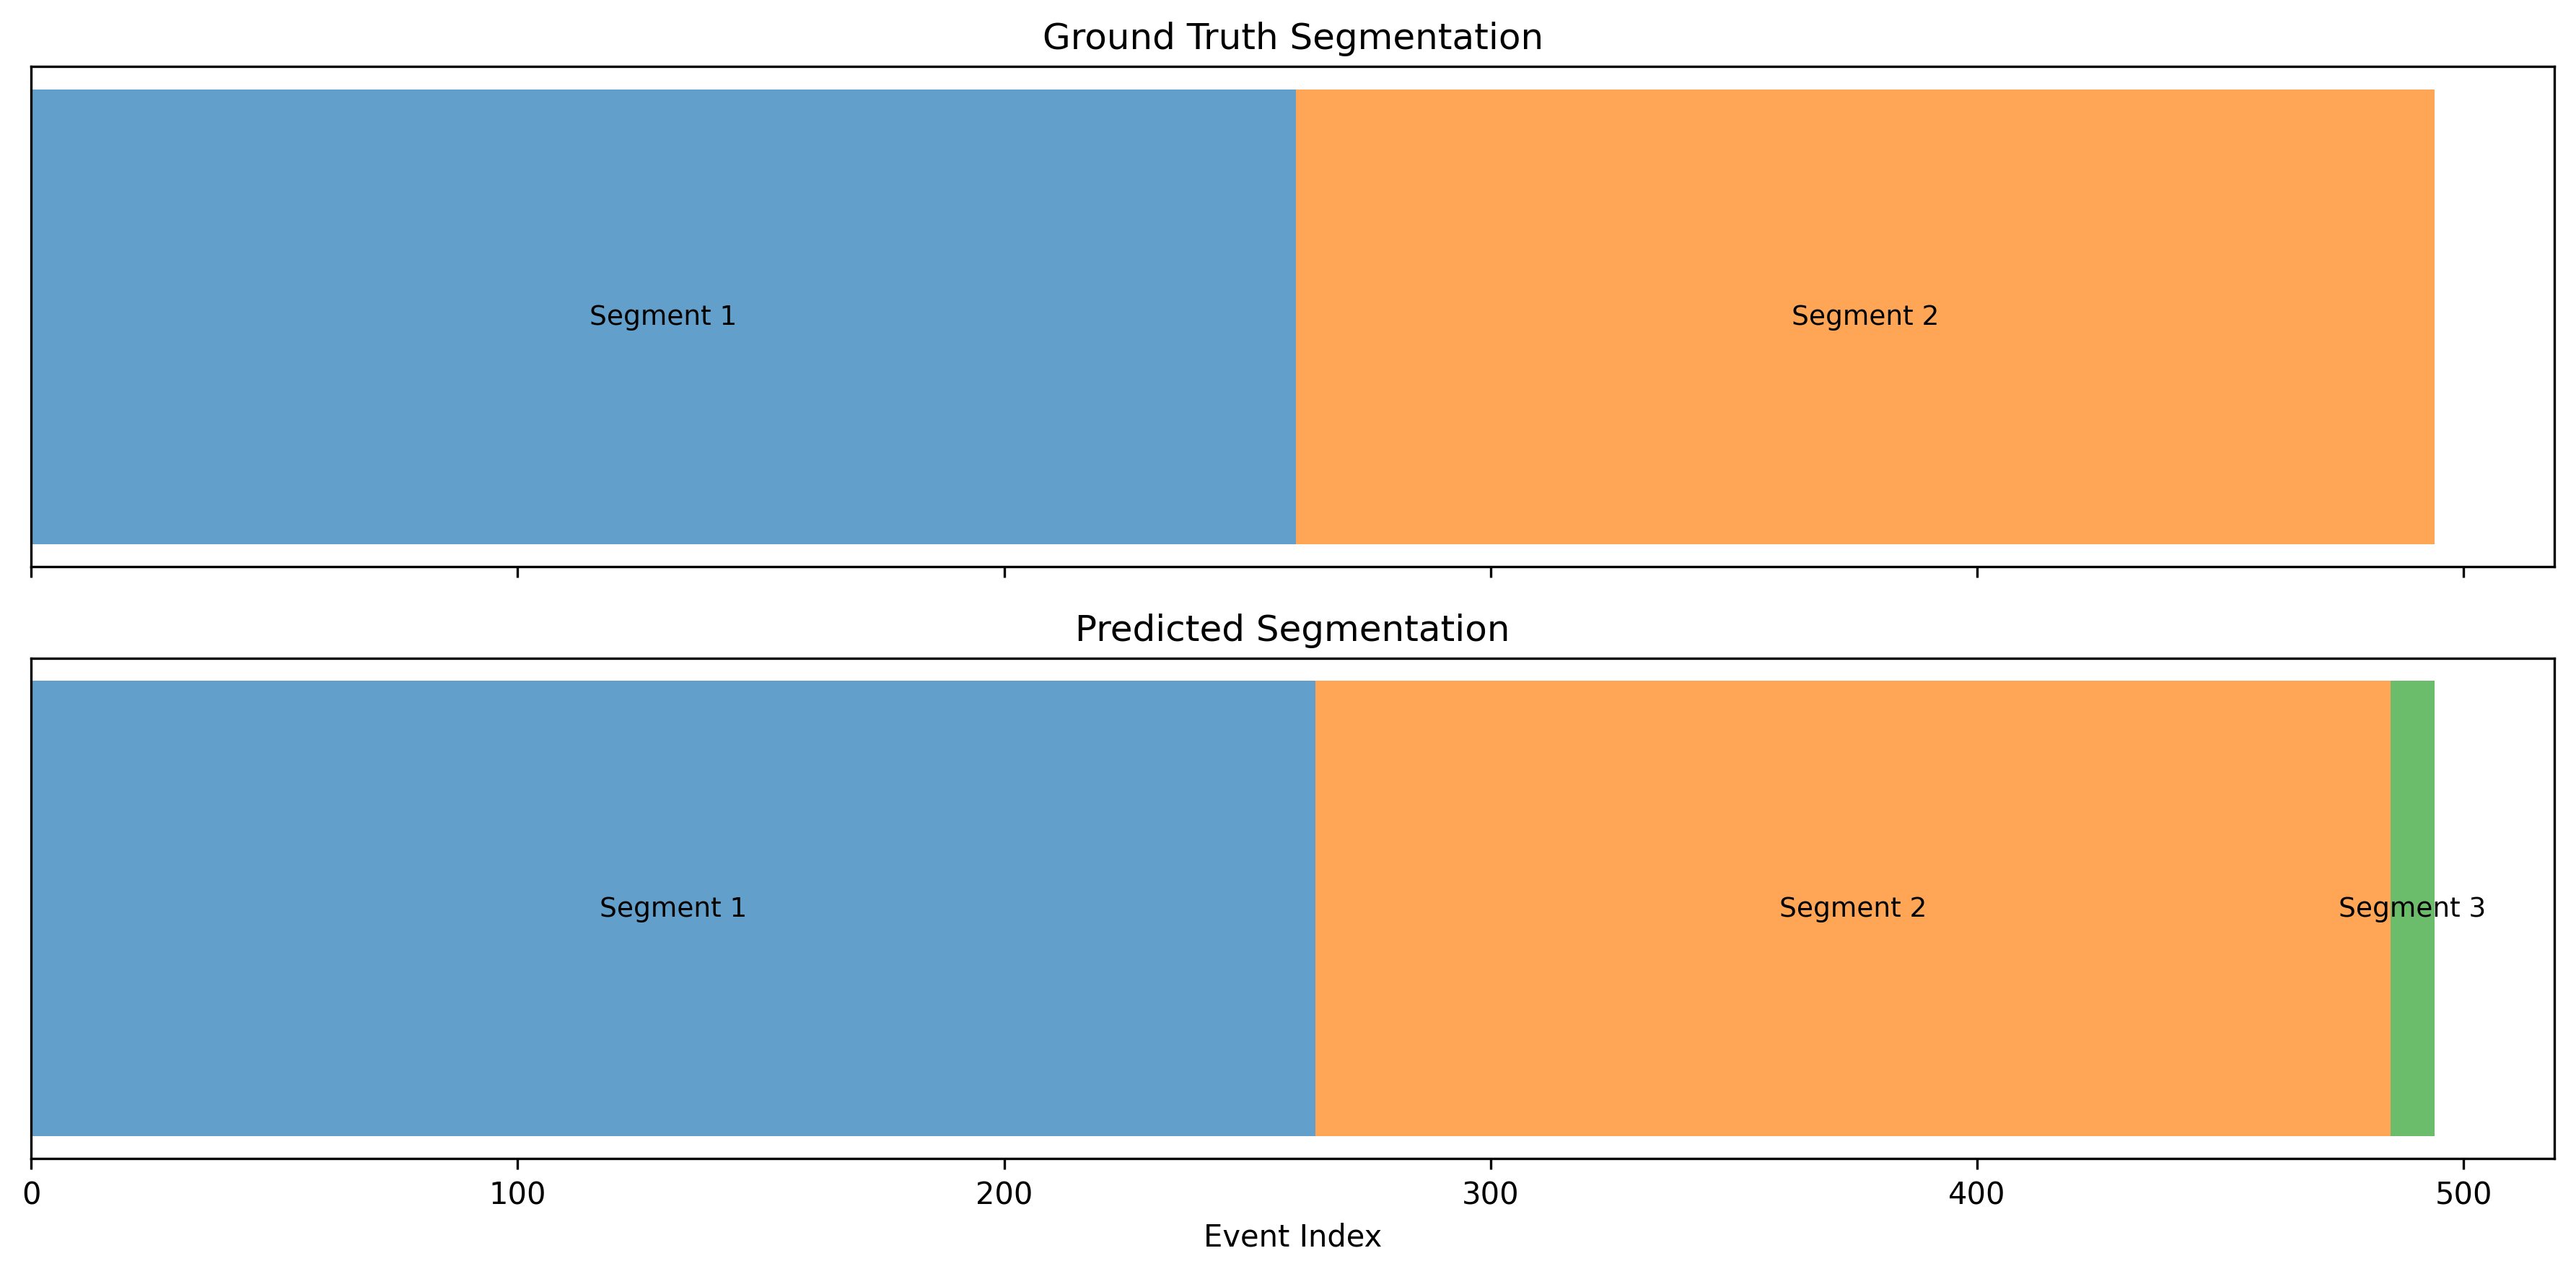 Ground Truth Segmentation
Segment 1
Segment 2
Predicted Segmentation
Segment 1
Segment 2
Segment 3
0 100 200 300 400 500
Event Index